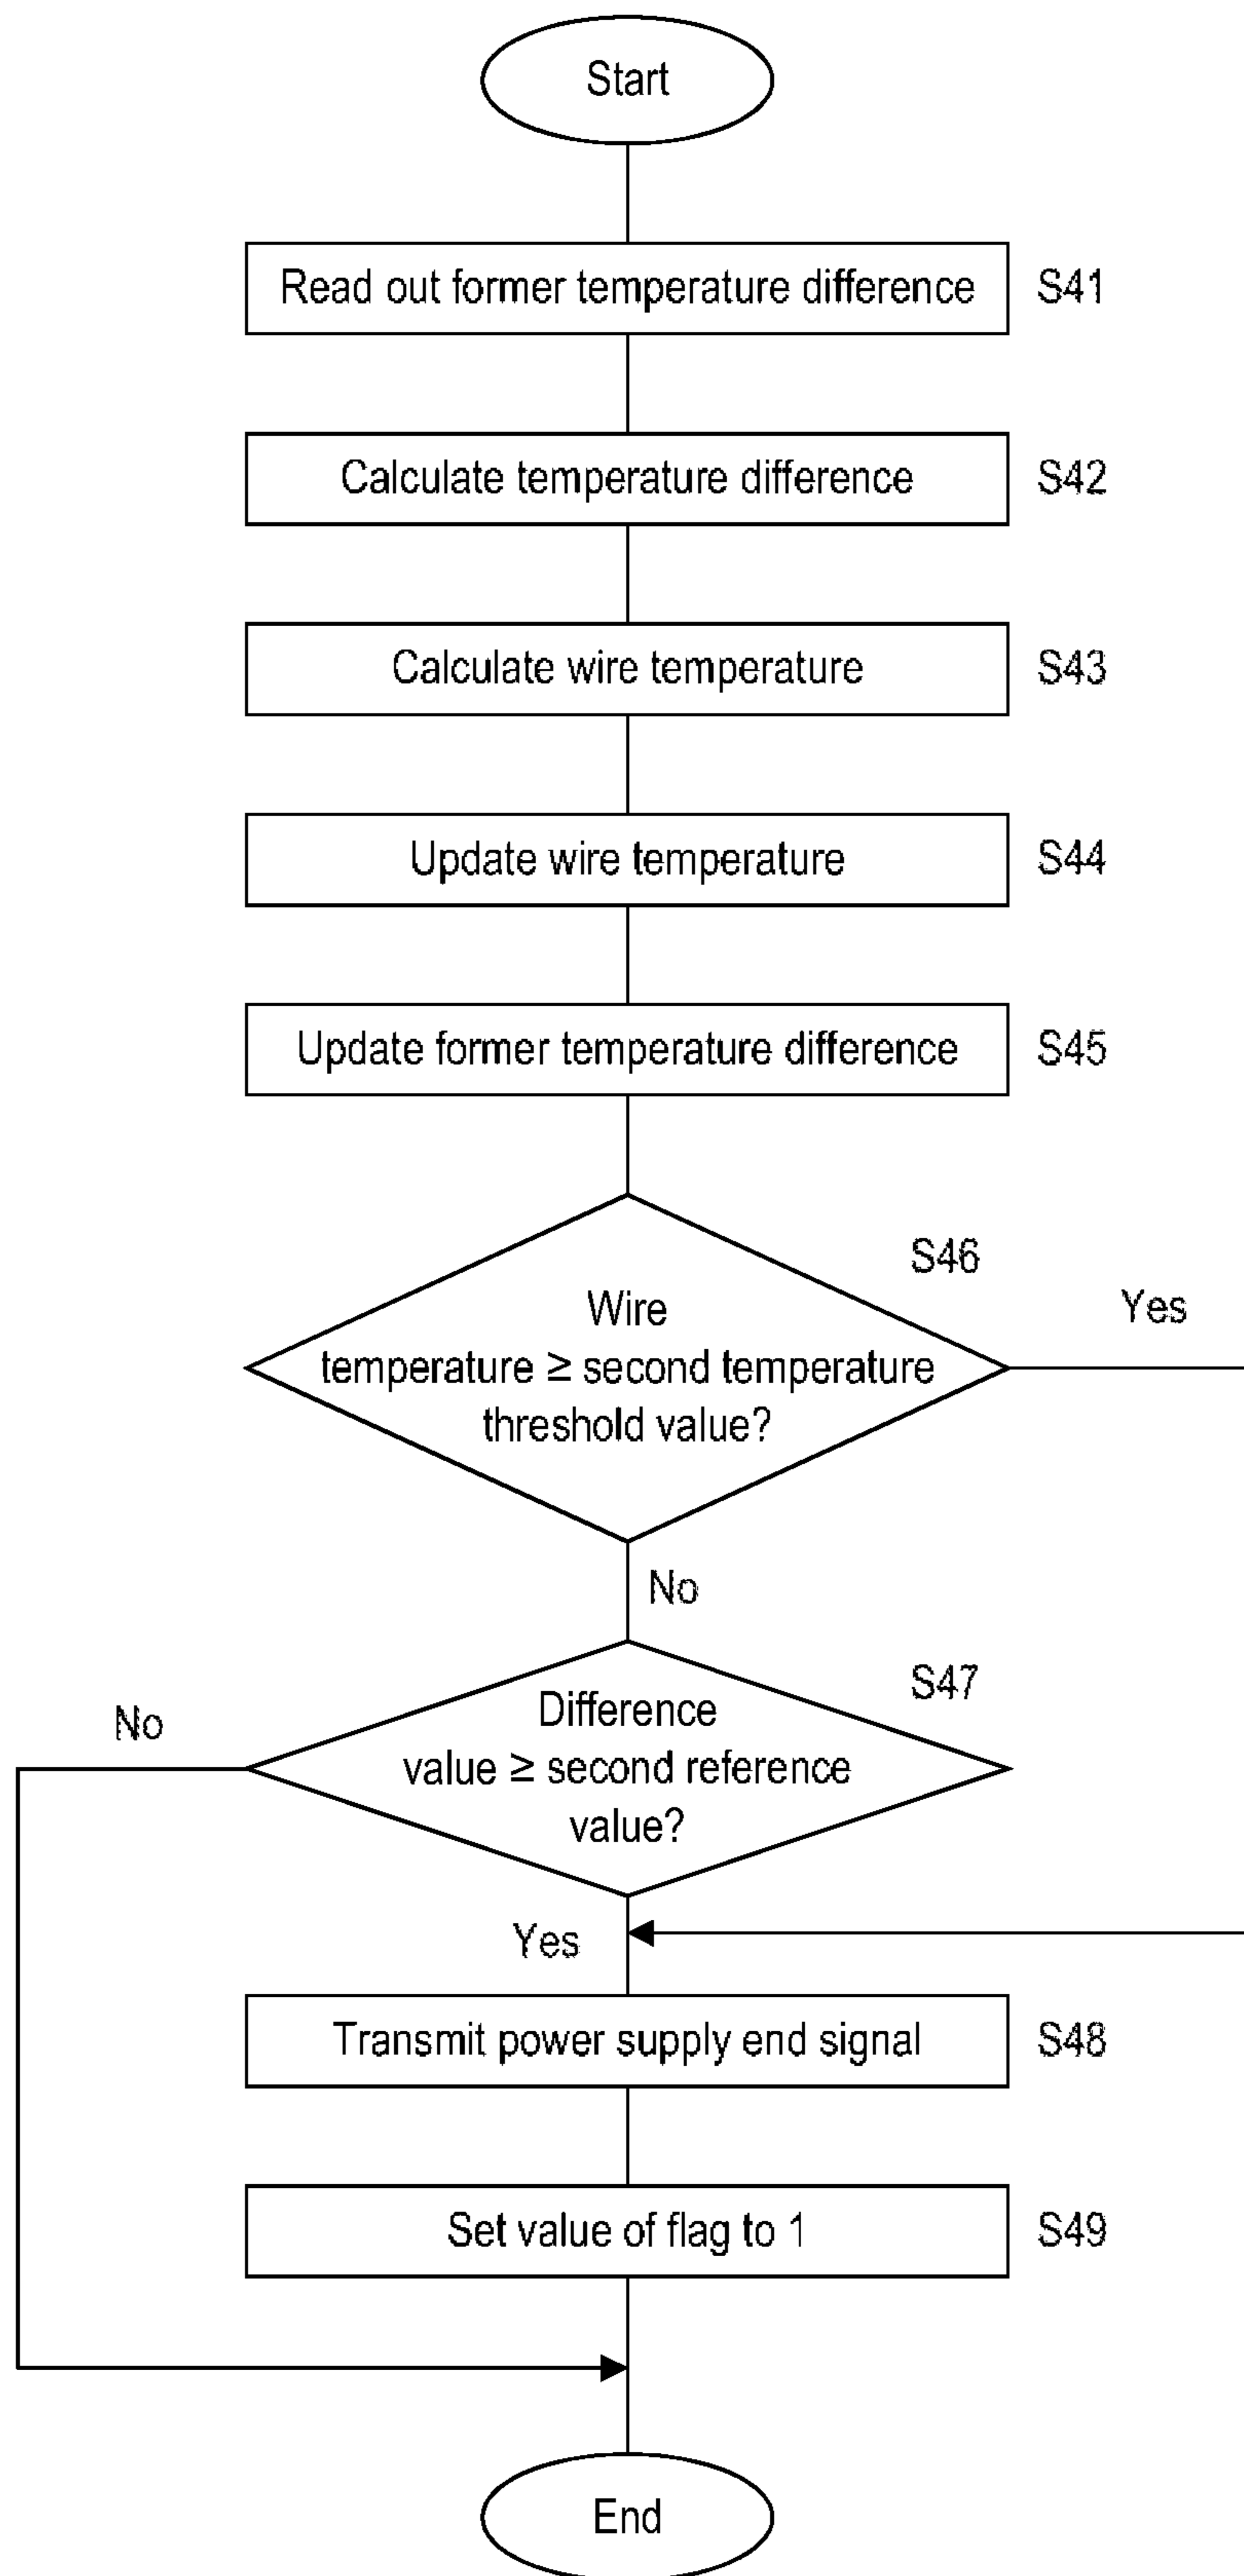 Start
Read out former temperature difference S41
Calculate temperature difference S42
Calculate wire temperature S43
Update wire temperature S44
Update former temperature difference S45
S46
Wire
temperature ≥ second temperature
threshold value?
Yes
No
S47
Difference
value ≥ second reference
value?
No
Yes
Transmit power supply end signal S48
Set value of flag to 1 S49
End